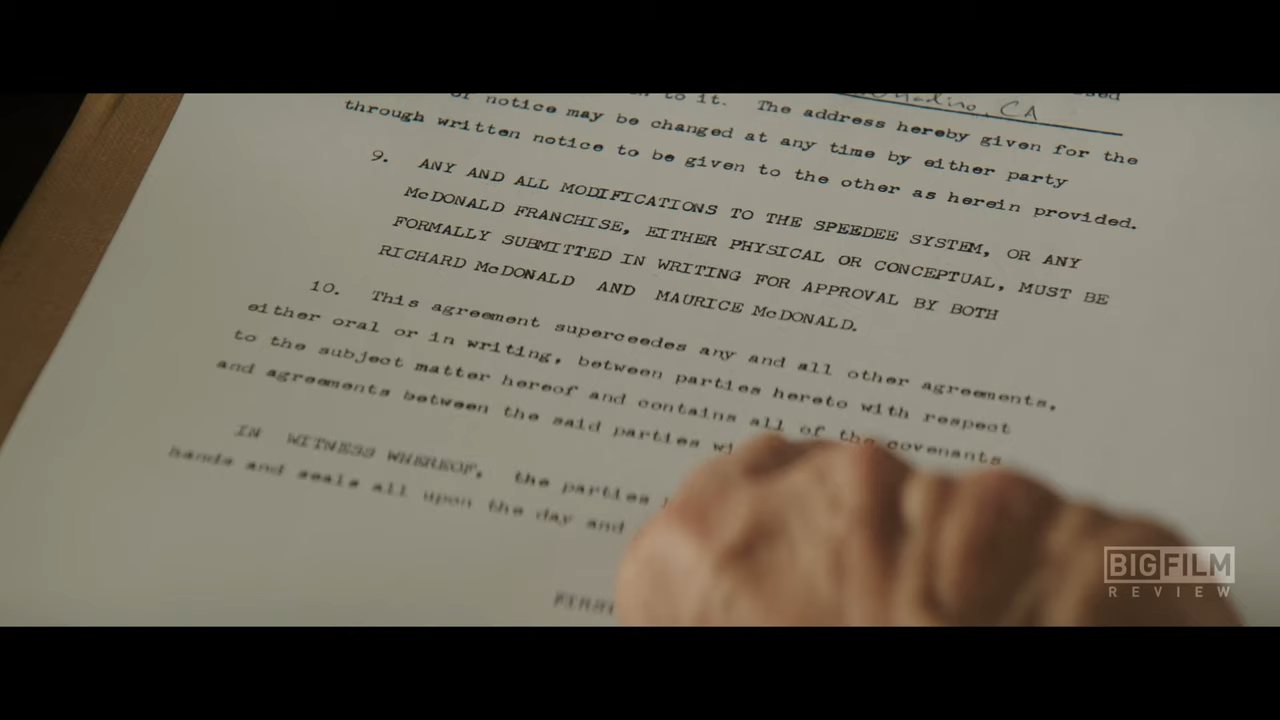 to it. The address hereby given for the
of notice may be changed at any time by either party
through written notice to be given to the other as herein provided.
9. ANY AND ALL MODIFICATIONS TO THE SPEEDEE SYSTEM, OR ANY
McDONALD FRANCHISE, EITHER PHYSICAL OR CONCEPTUAL, MUST BE
FORMALLY SUBMITTED IN WRITING FOR APPROVAL BY BOTH
RICHARD McDONALD AND MAURICE McDONALD.
10. This agreement superceedes any and all other agreements,
either oral or in writing, between parties hereto with respect
to the subject matter hereof and contains all of the covenants
and agreements between the said parties
IN WITNESS WHEREOF, the parties
hands and seals all upon the day and
CA
BIGFILM
REVIEW